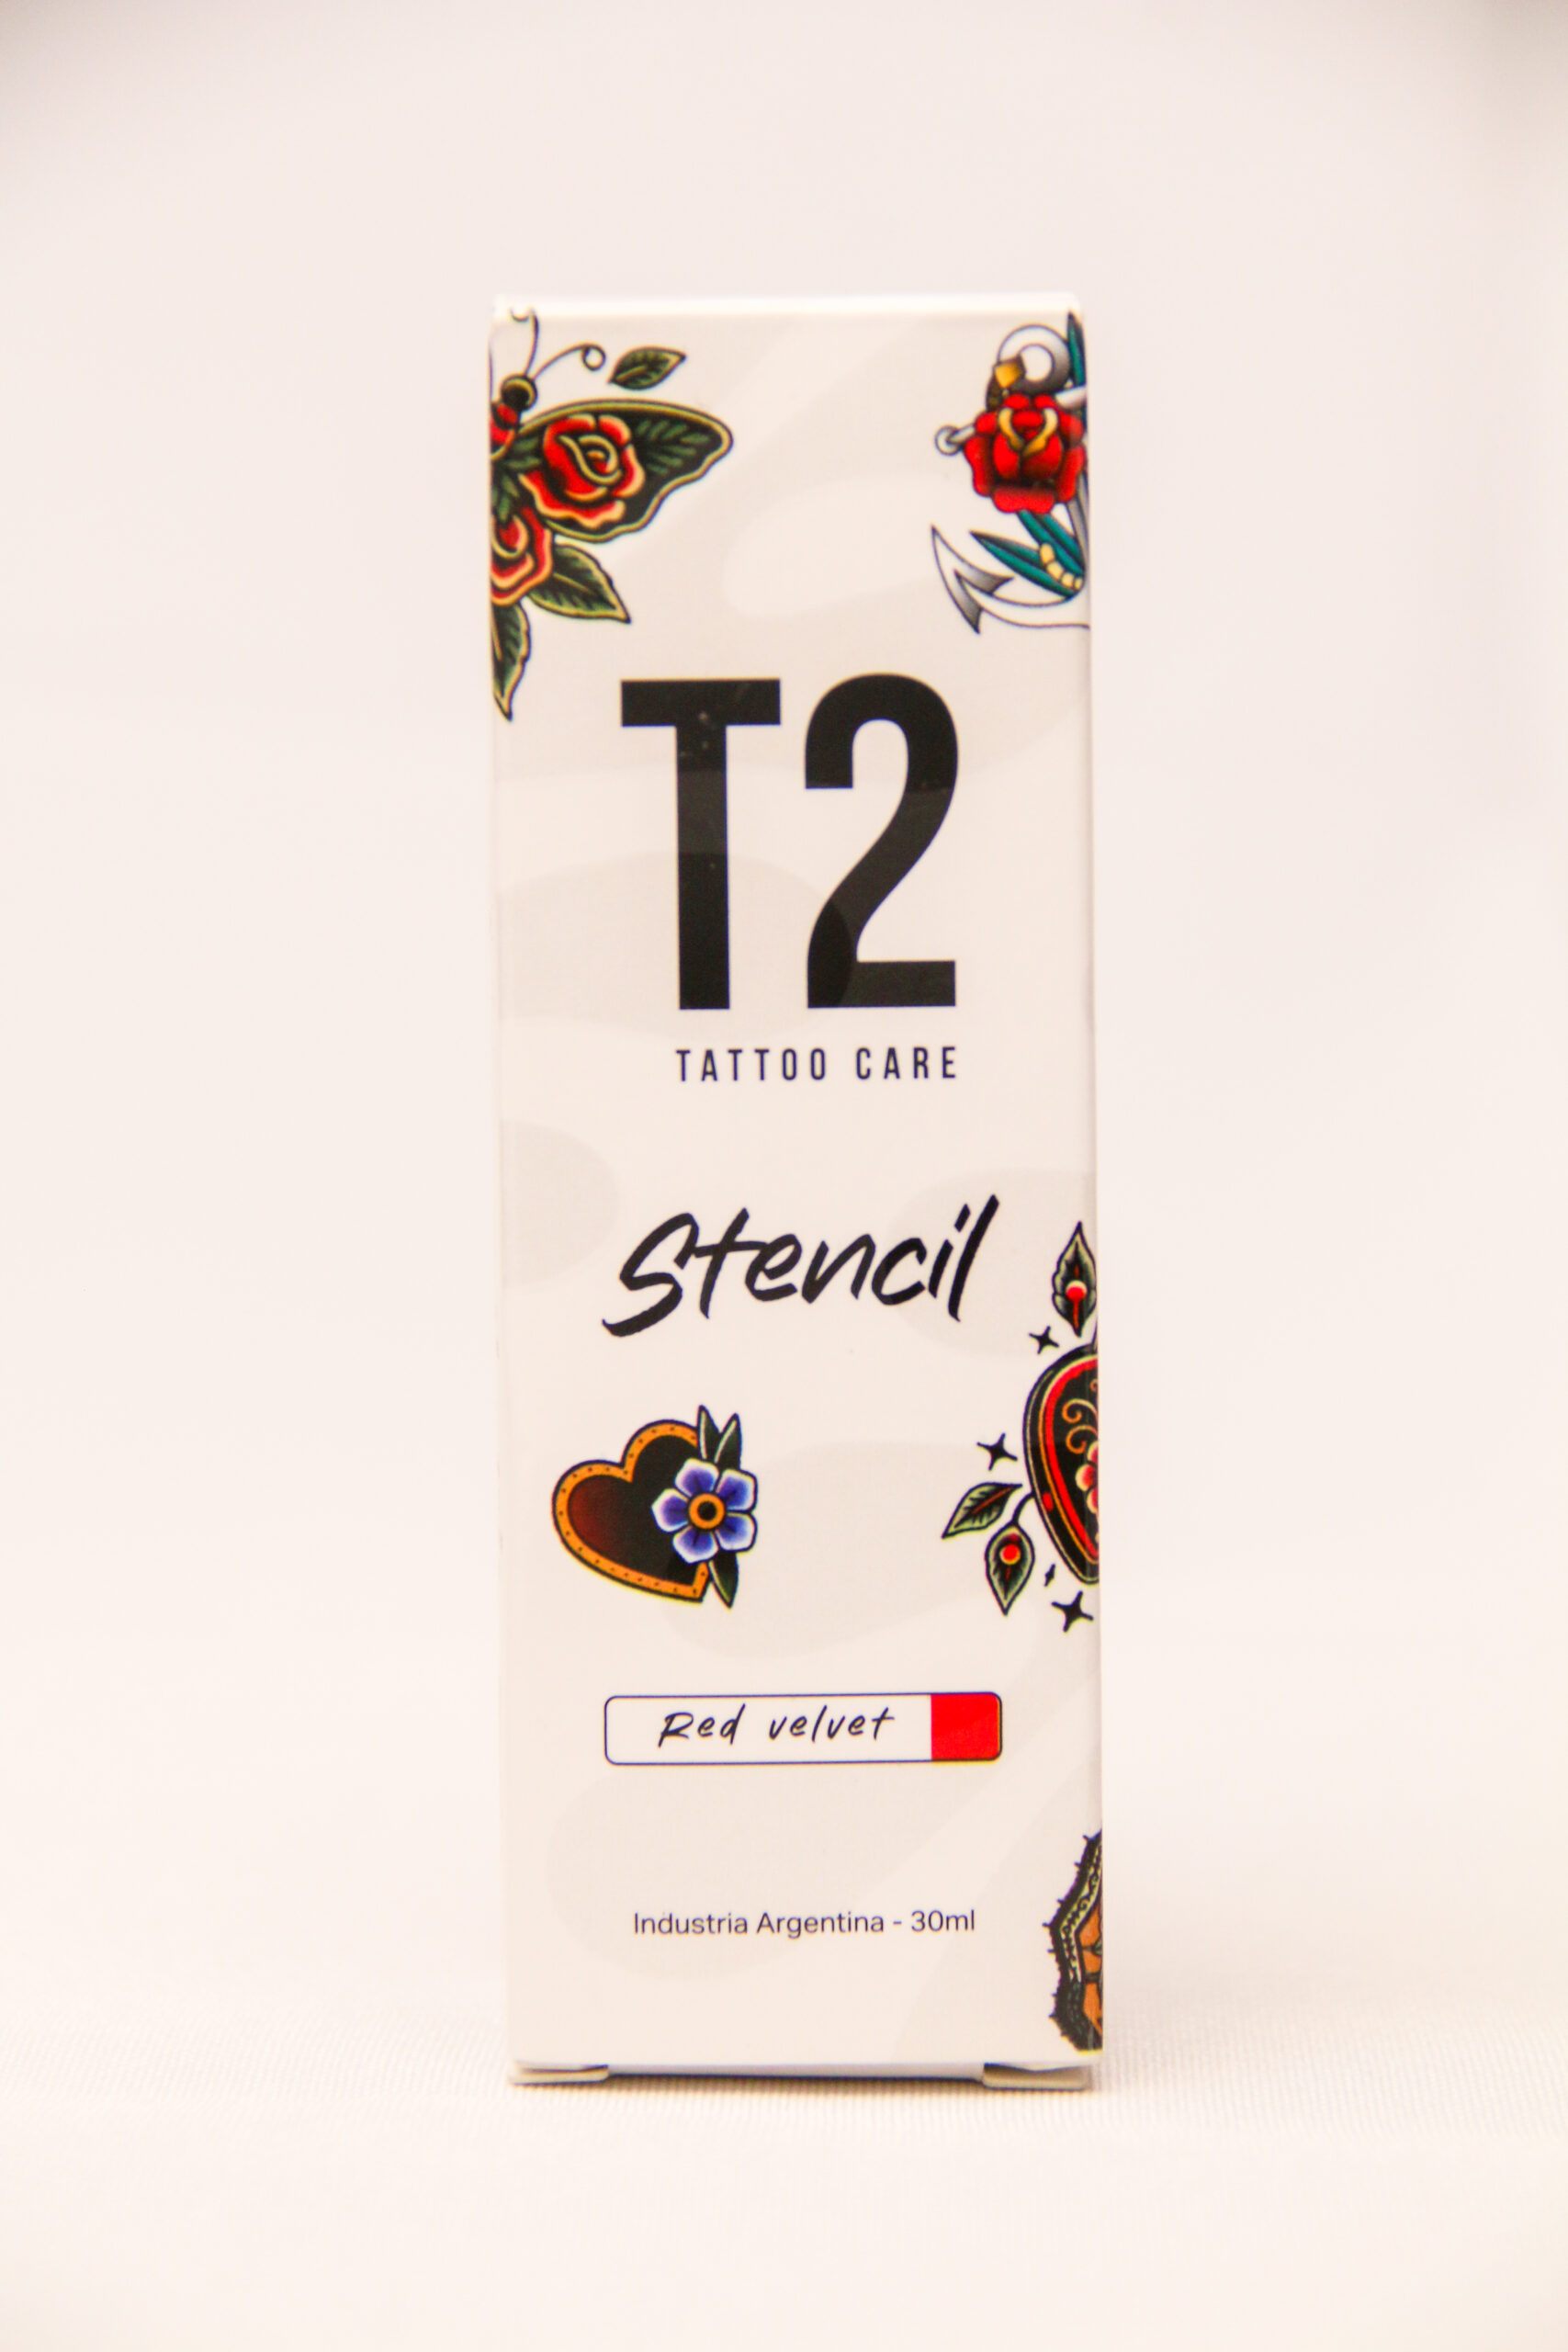 T2
TATTOO CARE
Stencil
Red velvet
Industria Argentina - 30ml